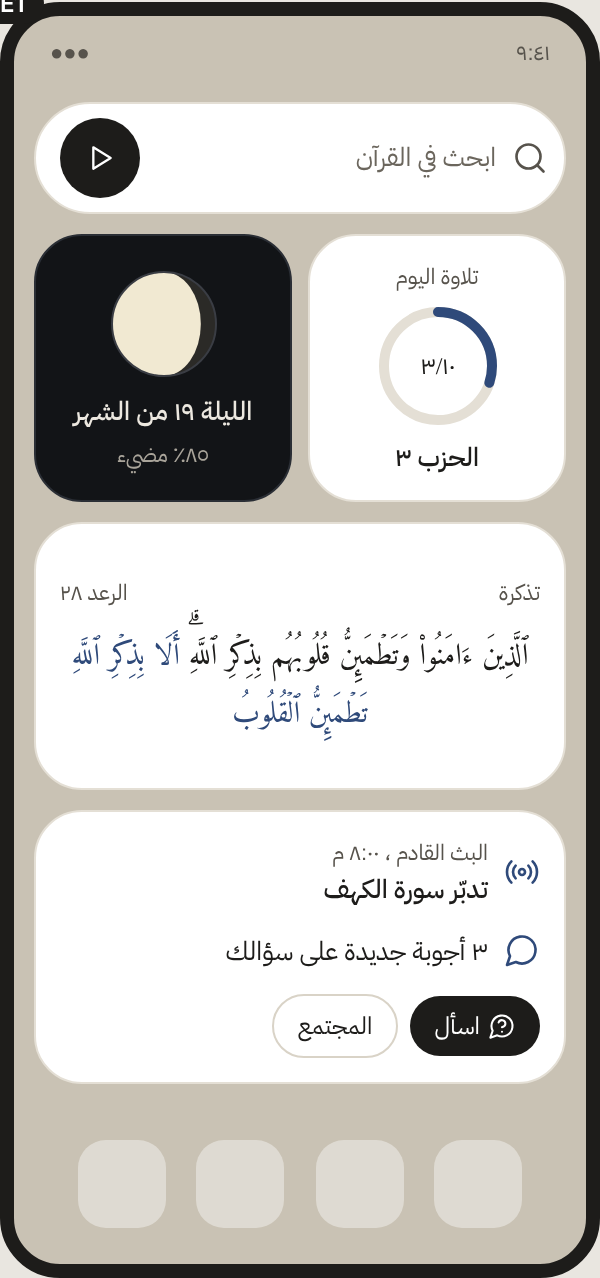 ET
٩:٤١
ابحث في القرآن
تلاوة اليوم
٣/١٠
الحزب ٣
الليلة ١٩ من الشهر
٨٥٪ مضيء
تذكرة
الرعد ٢٨
ٱلَّذِينَ ءَامَنُوا۟ وَتَطْمَئِنُّ قُلُوبُهُم بِذِكْرِ ٱللَّهِ ۗ أَلَا بِذِكْرِ ٱللَّهِ
تَطْمَئِنُّ ٱلْقُلُوبُ
البث القادم ، ٨:٠٠ م
تدبّر سورة الكهف
٣ أجوبة جديدة على سؤالك
اسأل
المجتمع